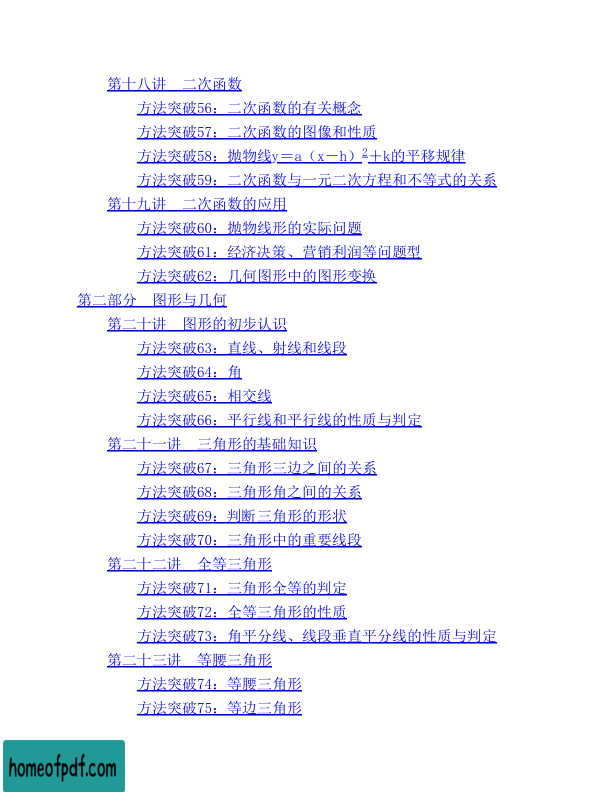 第十八讲　二次函数
方法突破56：二次函数的有关概念
方法突破57：二次函数的图像和性质
方法突破58：抛物线y＝a（x－h）²＋k的平移规律
方法突破59：二次函数与一元二次方程和不等式的关系
第十九讲　二次函数的应用
方法突破60：抛物线形的实际问题
方法突破61：经济决策、营销利润等问题型
方法突破62：几何图形中的图形变换
第二部分　图形与几何
第二十讲　图形的初步认识
方法突破63：直线、射线和线段
方法突破64：角
方法突破65：相交线
方法突破66：平行线和平行线的性质与判定
第二十一讲　三角形的基础知识
方法突破67：三角形三边之间的关系
方法突破68：三角形角之间的关系
方法突破69：判断三角形的形状
方法突破70：三角形中的重要线段
第二十二讲　全等三角形
方法突破71：三角形全等的判定
方法突破72：全等三角形的性质
方法突破73：角平分线、线段垂直平分线的性质与判定
第二十三讲　等腰三角形
方法突破74：等腰三角形
方法突破75：等边三角形
homeofpdf.com